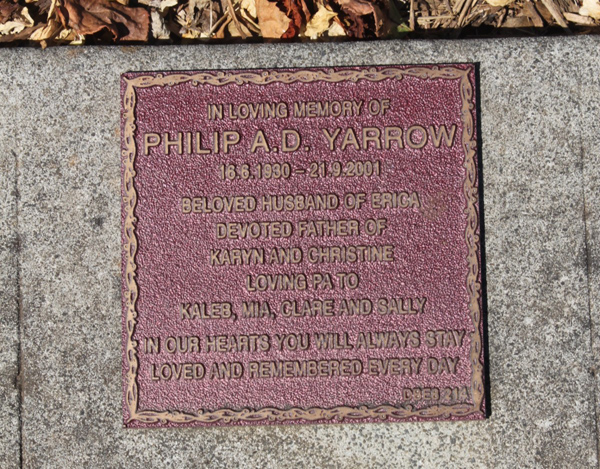 IN LOVING MEMORY OF
PHILIP A.D. YARROW
16.6.1930 – 21.9.2001
BELOVED HUSBAND OF ERICA
DEVOTED FATHER OF
KARYN AND CHRISTINE
LOVING PA TO
KALEB, MIA, CLARE AND SALLY
IN OUR HEARTS YOU WILL ALWAYS STAY
LOVED AND REMEMBERED EVERY DAY